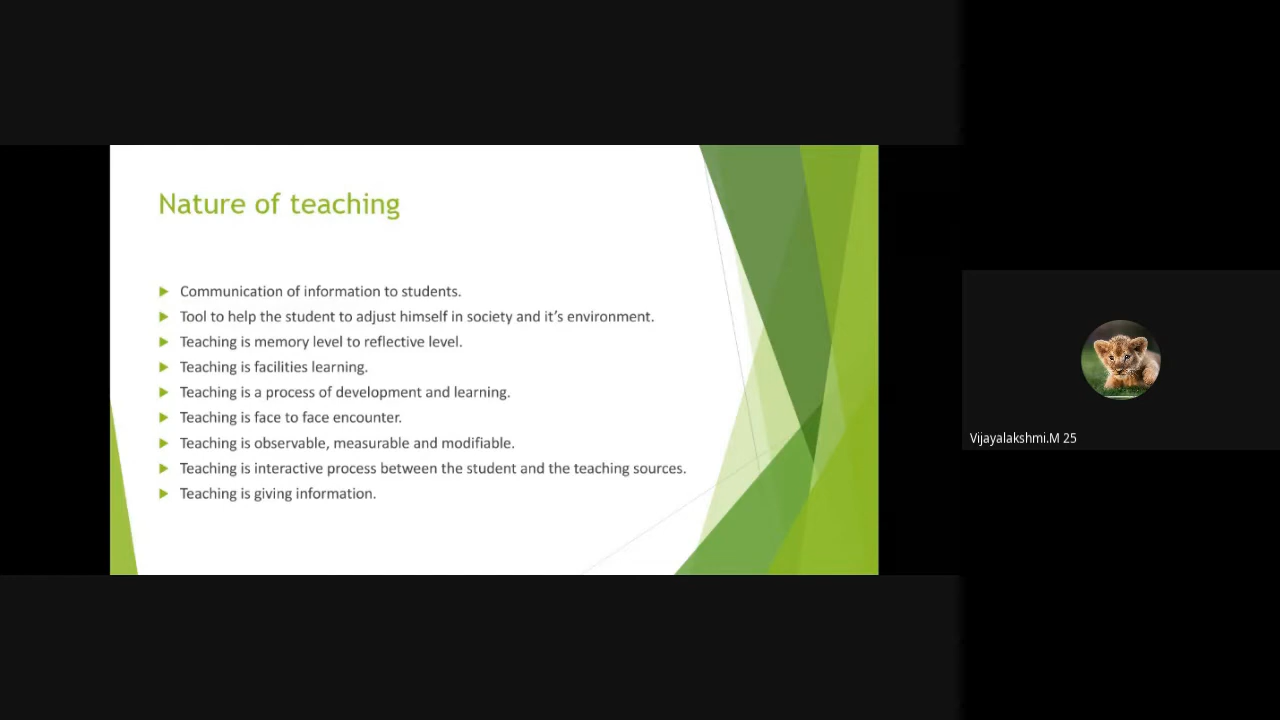 Nature of teaching
Communication of information to students.
Tool to help the student to adjust himself in society and it's environment.
Teaching is memory level to reflective level.
Teaching is facilities learning.
Teaching is a process of development and learning.
Teaching is face to face encounter.
Teaching is observable, measurable and modifiable.
Teaching is interactive process between the student and the teaching sources.
Teaching is giving information.
Vijayalakshmi.M 25